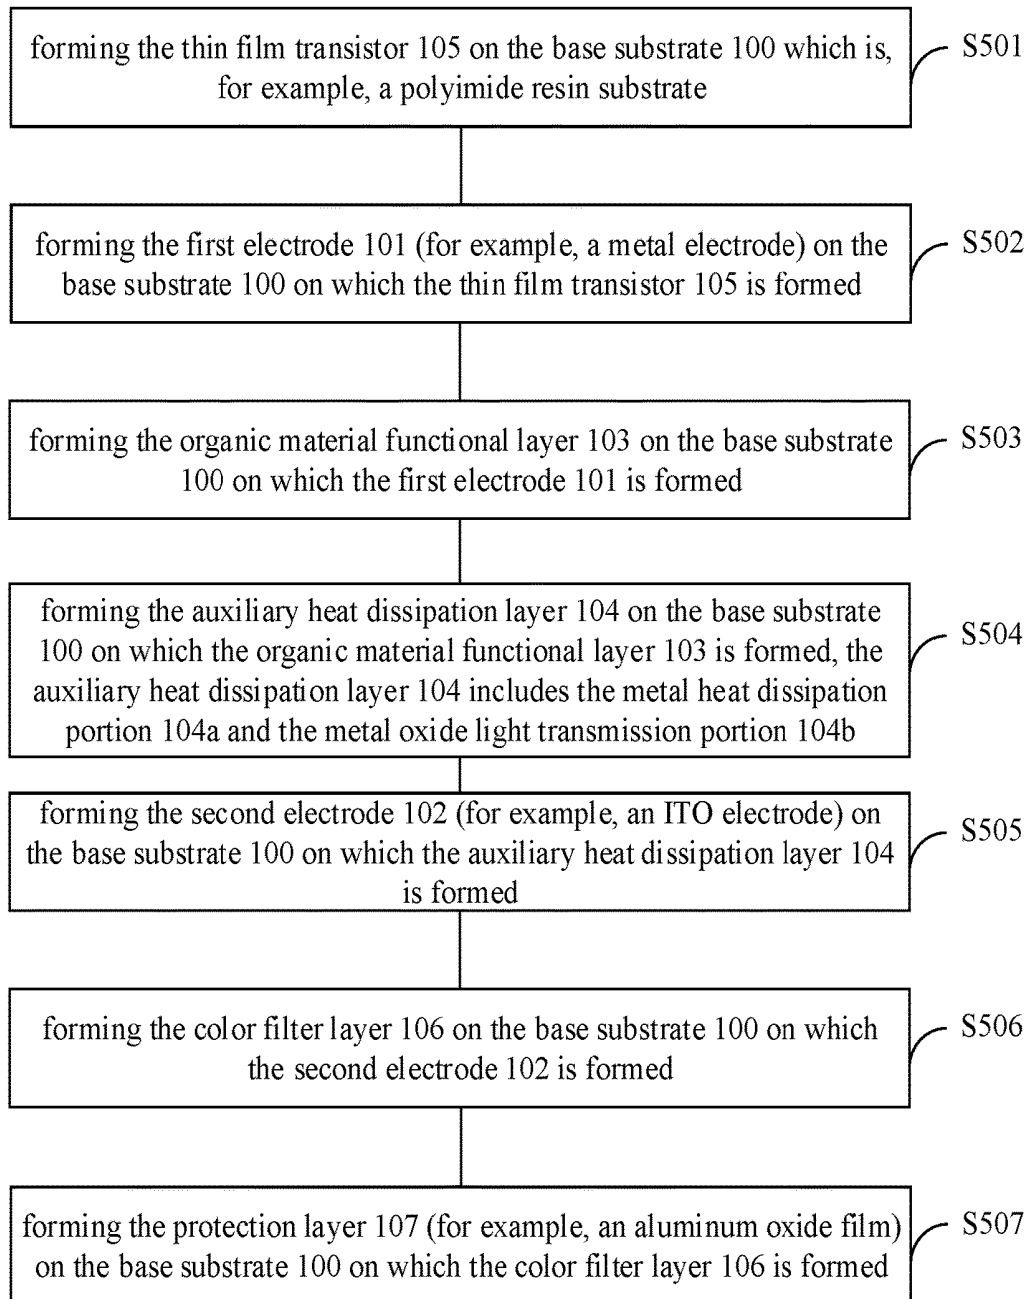 forming the thin film transistor 105 on the base substrate 100 which is,
for example, a polyimide resin substrate
S501
forming the first electrode 101 (for example, a metal electrode) on the
base substrate 100 on which the thin film transistor 105 is formed
S502
forming the organic material functional layer 103 on the base substrate
100 on which the first electrode 101 is formed
S503
forming the auxiliary heat dissipation layer 104 on the base substrate
100 on which the organic material functional layer 103 is formed, the
auxiliary heat dissipation layer 104 includes the metal heat dissipation
portion 104a and the metal oxide light transmission portion 104b
S504
forming the second electrode 102 (for example, an ITO electrode) on
the base substrate 100 on which the auxiliary heat dissipation layer 104
is formed
S505
forming the color filter layer 106 on the base substrate 100 on which
the second electrode 102 is formed
S506
forming the protection layer 107 (for example, an aluminum oxide film)
on the base substrate 100 on which the color filter layer 106 is formed
S507